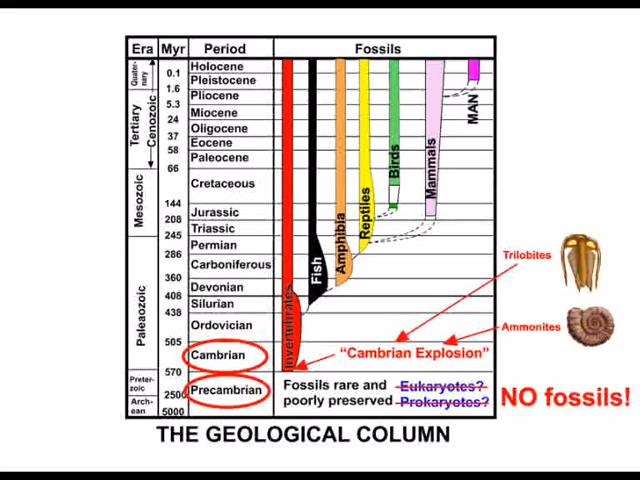 Era Myr Period Fossils
Quater-
nary
Tertiary
Cenozoic
Mesozoic
Paleaozoic
Preter-
zoic
Arch-
ean
0.1
1.6
5.3
24
37
58
66
144
208
245
286
360
408
438
505
570
2500
5000
Holocene
Pleistocene
Pliocene
Miocene
Oligocene
Eocene
Paleocene
Cretaceous
Jurassic
Triassic
Permian
Carboniferous
Devonian
Silurian
Ordovician
Cambrian
Precambrian
Invertebrates
Fish
Amphibia
Reptiles
Birds
Mammals
MAN
Trilobites
Ammonites
“Cambrian Explosion”
Fossils rare and Eukaryotes?
poorly preserved Prokaryotes?
NO fossils!
THE GEOLOGICAL COLUMN